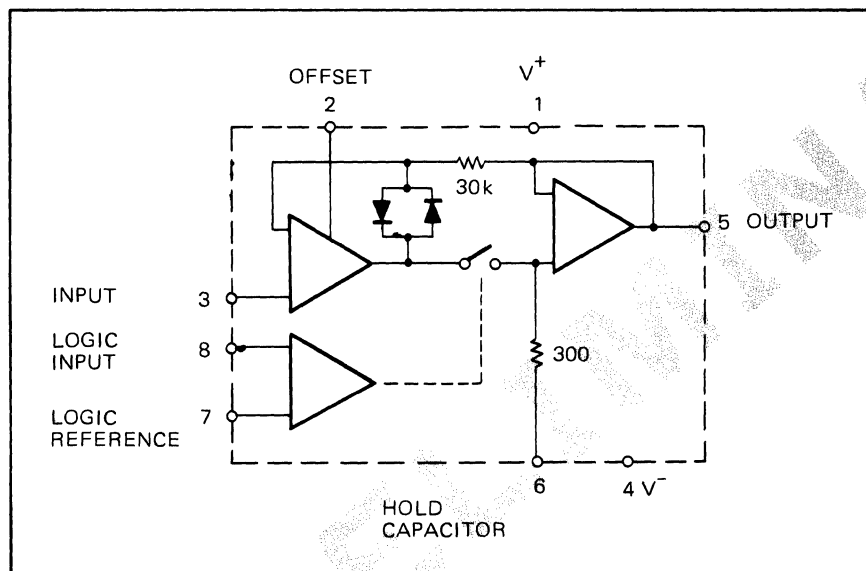 OFFSET
2
V+
1
30k
5 OUTPUT
INPUT
3
LOGIC
INPUT
8
300
LOGIC
REFERENCE
7
6
4 V-
HOLD
CAPACITOR